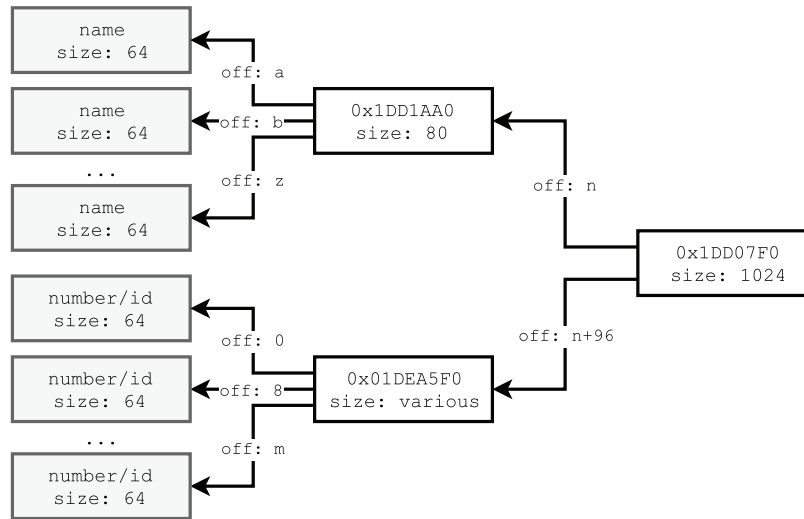 name
size: 64
off: a
name
size: 64
off: b
...
name
size: 64
off: z
0x1DD1AA0
size: 80
off: n
0x1DD07F0
size: 1024
number/id
size: 64
off: 0
number/id
size: 64
off: 8
...
number/id
size: 64
off: m
0x01DEA5F0
size: various
off: n+96